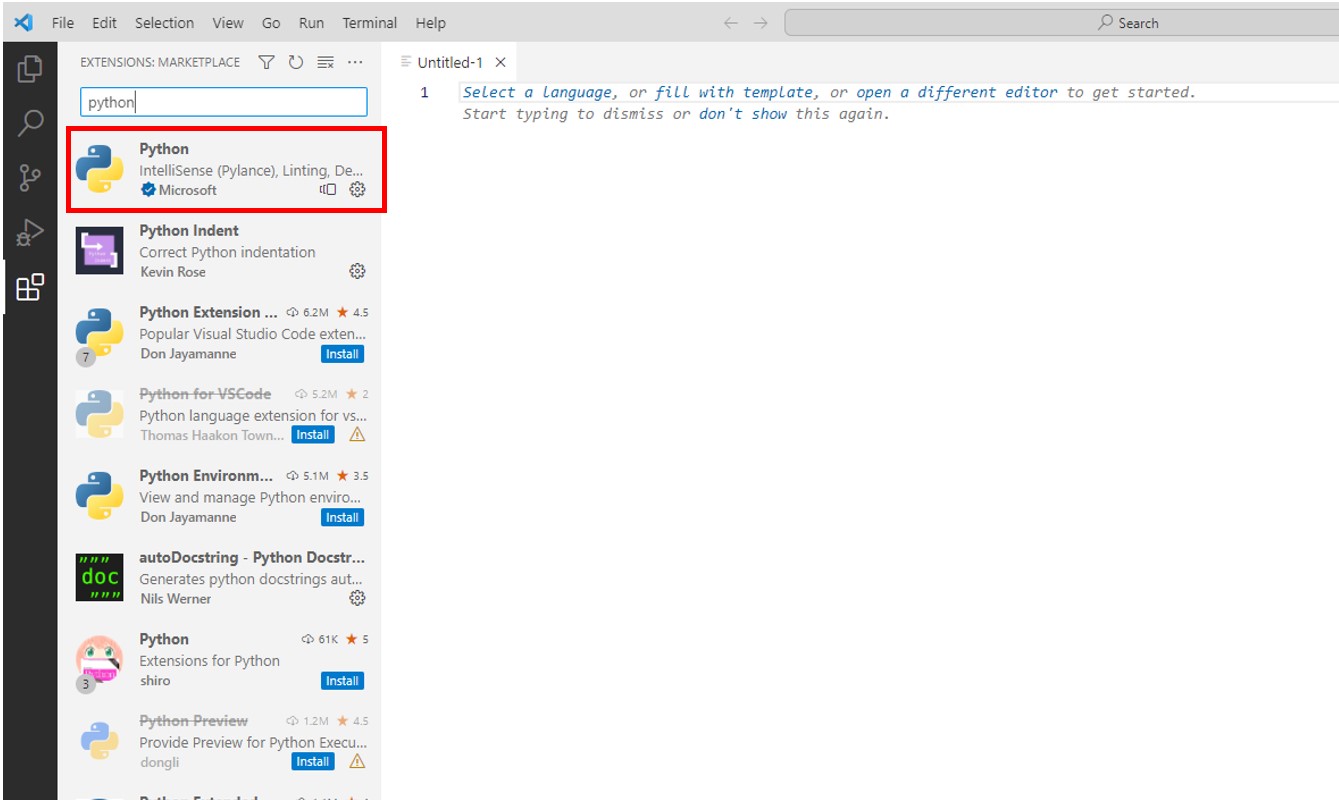 File Edit Selection View Go Run Terminal Help
Search
EXTENSIONS: MARKETPLACE
python
Python
IntelliSense (Pylance), Linting, De...
Microsoft
Python Indent
Correct Python indentation
Kevin Rose
Python Extension ... 6.2M 4.5
Popular Visual Studio Code exten...
Don Jayamanne Install
7
Python for VSCode 5.2M 2
Python language extension for vs...
Thomas Haakon Town... Install
Python Environm... 5.1M 3.5
View and manage Python enviro...
Don Jayamanne Install
autoDocstring - Python Docstr...
Generates python docstrings aut...
Nils Werner
"""
doc
"""
Python 61K 5
Extensions for Python
shiro Install
3
Python Preview 1.2M 4.5
Provide Preview for Python Execu...
dongli Install
Untitled-1
1 Select a language, or fill with template, or open a different editor to get started.
Start typing to dismiss or don't show this again.